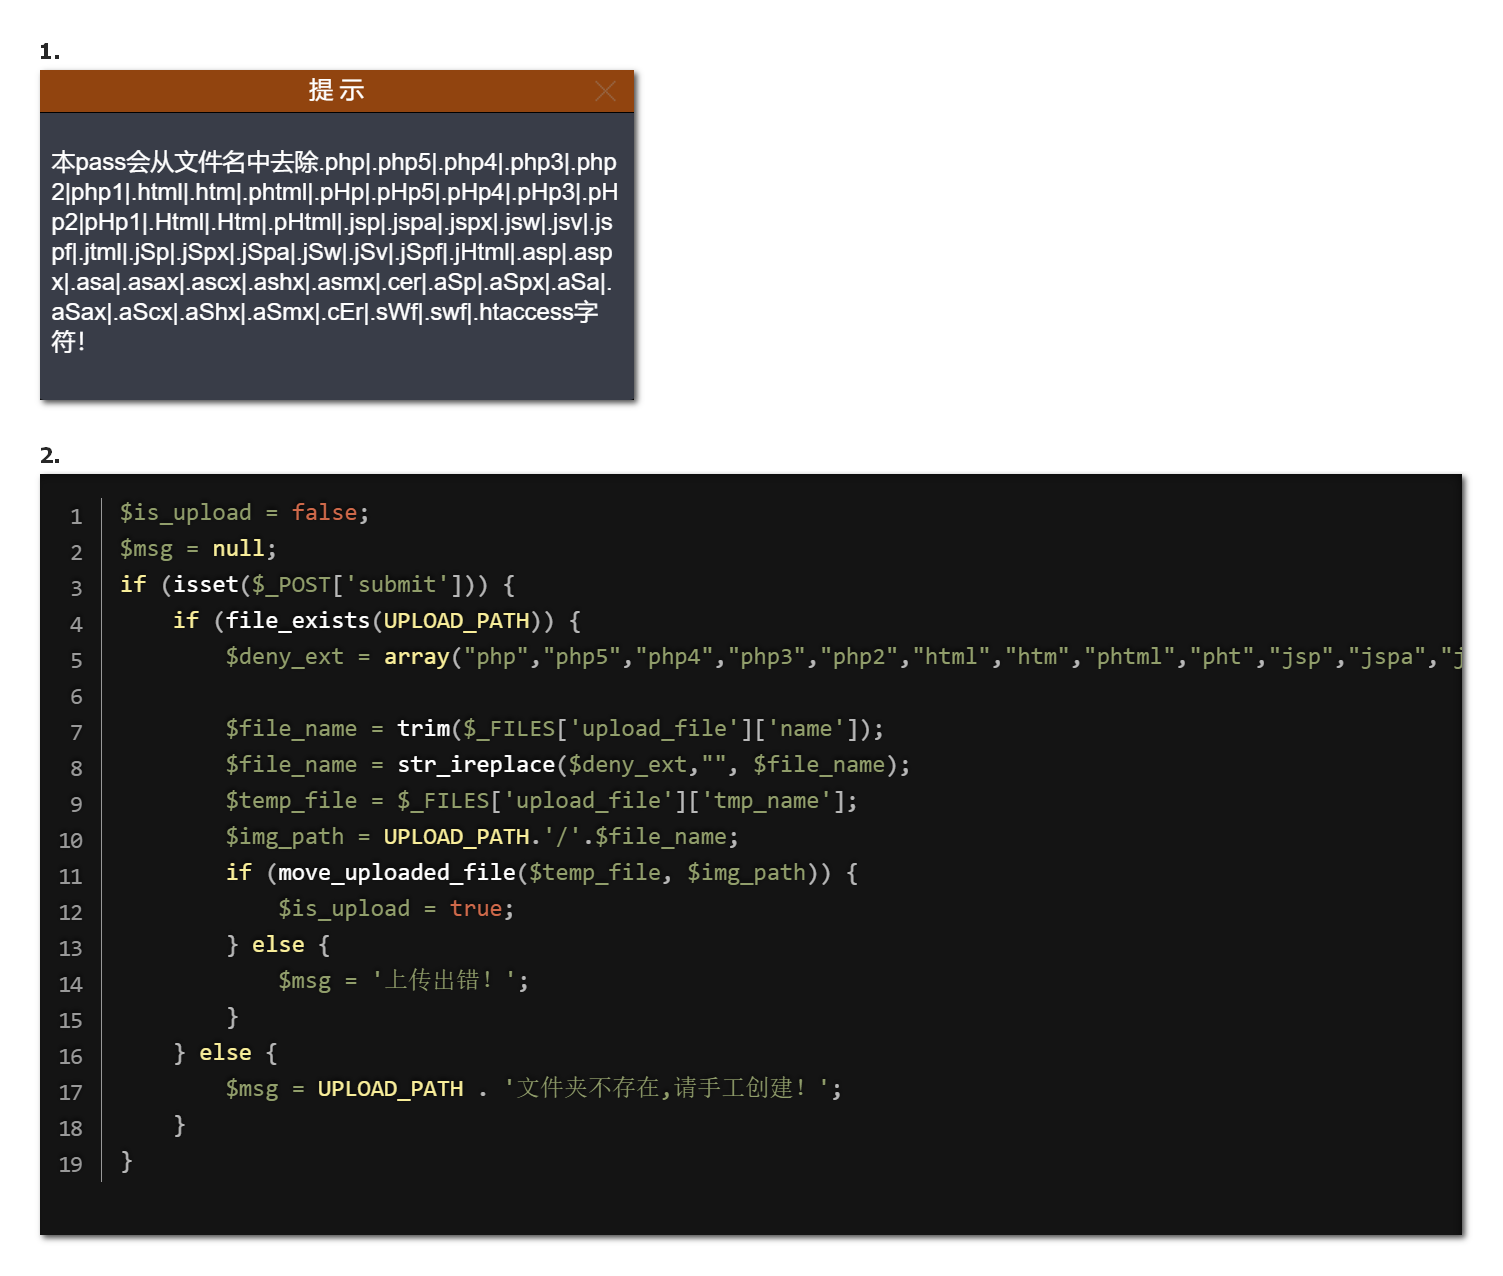 1.
提示
本pass会从文件名中去除.php|.php5|.php4|.php3|.php
2|php1|.html|.htm|.phtml|.pHp|.pHp5|.pHp4|.pHp3|.pH
p2|pHp1|.Html|.Htm|.pHtml|.jsp|.jspa|.jspx|.jsw|.jsv|.js
pf|.jtml|.jSp|.jSpx|.jSpa|.jSw|.jSv|.jSpf|.jHtml|.asp|.asp
x|.asa|.asax|.ascx|.ashx|.asmx|.cer|.aSp|.aSpx|.aSa|.
aSax|.aScx|.aShx|.aSmx|.cEr|.sWf|.swf|.htaccess字
符！
2.
1 $is_upload = false;
2 $msg = null;
3 if (isset($_POST['submit'])) {
4 if (file_exists(UPLOAD_PATH)) {
5 $deny_ext = array("php","php5","php4","php3","php2","html","htm","phtml","pht","jsp","jspa","j
6
7 $file_name = trim($_FILES['upload_file']['name']);
8 $file_name = str_ireplace($deny_ext,"", $file_name);
9 $temp_file = $_FILES['upload_file']['tmp_name'];
10 $img_path = UPLOAD_PATH.'/'.$file_name;
11 if (move_uploaded_file($temp_file, $img_path)) {
12 $is_upload = true;
13 } else {
14 $msg = '上传出错！';
15 }
16 } else {
17 $msg = UPLOAD_PATH . '文件夹不存在,请手工创建！';
18 }
19 }